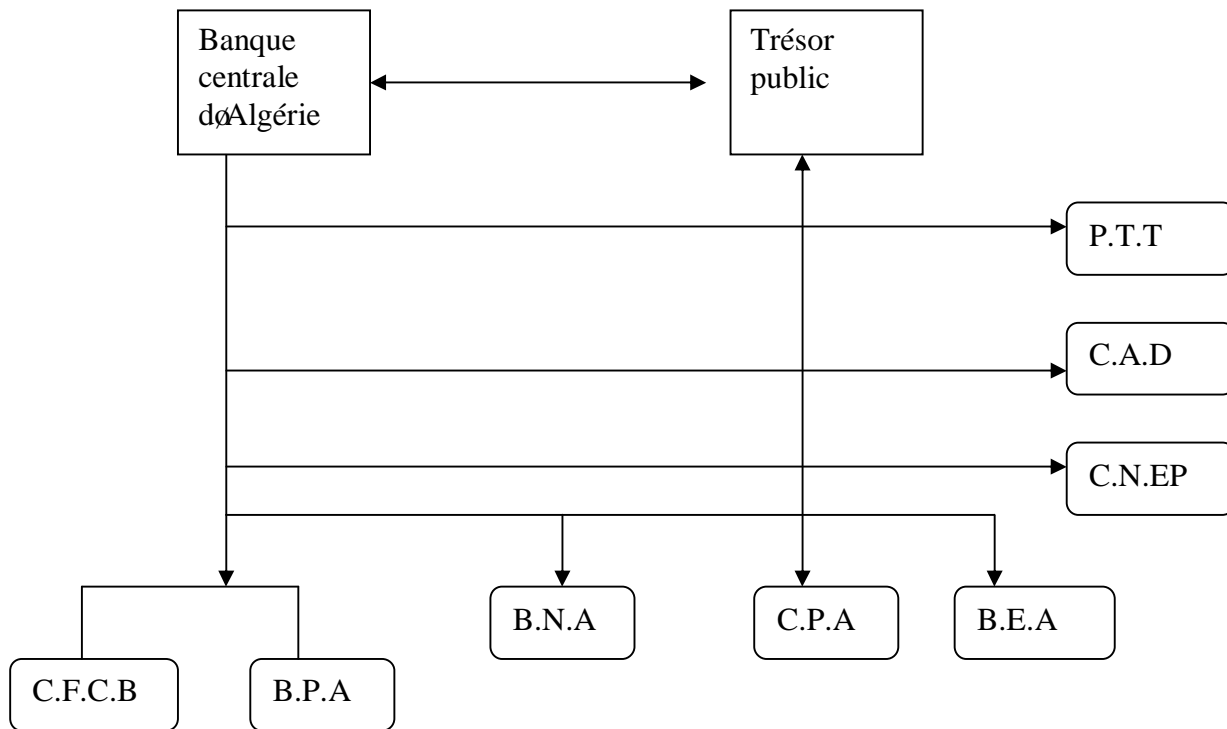 Banque
centrale
døAlgérie
Trésor
public
P.T.T
C.A.D
C.N.EP
B.N.A
C.P.A
B.E.A
C.F.C.B
B.P.A